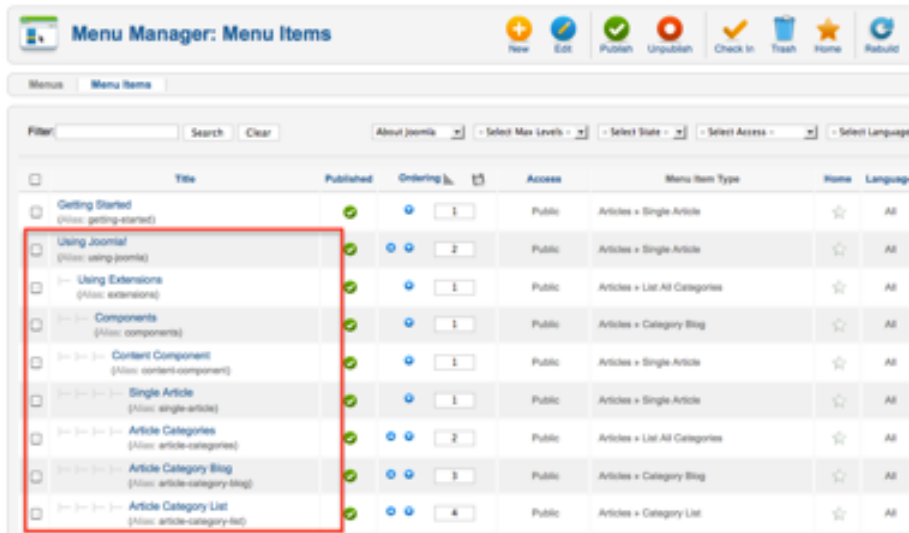 Menu Manager: Menu Items
New Edit Publish Unpublish Check In Trash Home Rebuild
Menus Menu Items
Filter: Search Clear About Joomla - Select Max Levels - - Select State - - Select Access - - Select Language
Title Published Ordering Access Menu Item Type Home Language
Getting Started 1 Public Articles » Single Article All
(Alias: getting-started)
Using Joomla! 2 Public Articles » Single Article All
(Alias: using-joomla)
Using Extensions 1 Public Articles » List All Categories All
(Alias: extensions)
Components 1 Public Articles » Category Blog All
(Alias: components)
Content Component 1 Public Articles » Single Article All
(Alias: content-component)
Single Article 1 Public Articles » Single Article All
(Alias: single-article)
Article Categories 2 Public Articles » List All Categories All
(Alias: article-categories)
Article Category Blog 3 Public Articles » Category Blog All
(Alias: article-category-blog)
Article Category List 4 Public Articles » Category List All
(Alias: article-category-list)